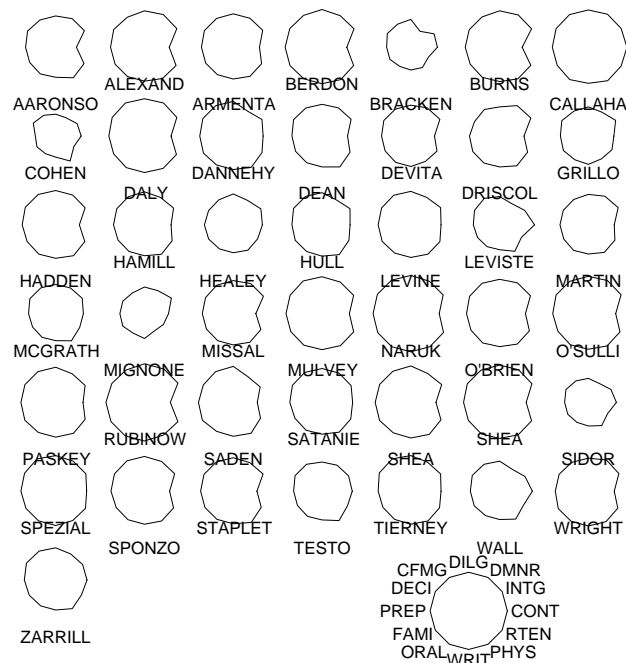 AARONSO
ALEXAND
ARMENTA
BERDON
BRACKEN
BURNS
CALLAHA
COHEN
DALY
DANNEHY
DEAN
DEVITA
DRISCOL
GRILLO
HADDEN
HAMILL
HEALEY
HULL
LEVINE
LEVISTE
MARTIN
MCGRATH
MIGNONE
MISSAL
MULVEY
NARUK
O'BRIEN
O'SULLI
PASKEY
RUBINOW
SADEN
SATANIE
SHEA
SHEA
SIDOR
SPEZIAL
SPONZO
STAPLET
TESTO
TIERNEY
WALL
WRIGHT
ZARRILL
DILG
CFMG DMNR
DECI INTG
PREP CONT
FAMI RTEN
ORAL PHYS
WRIT